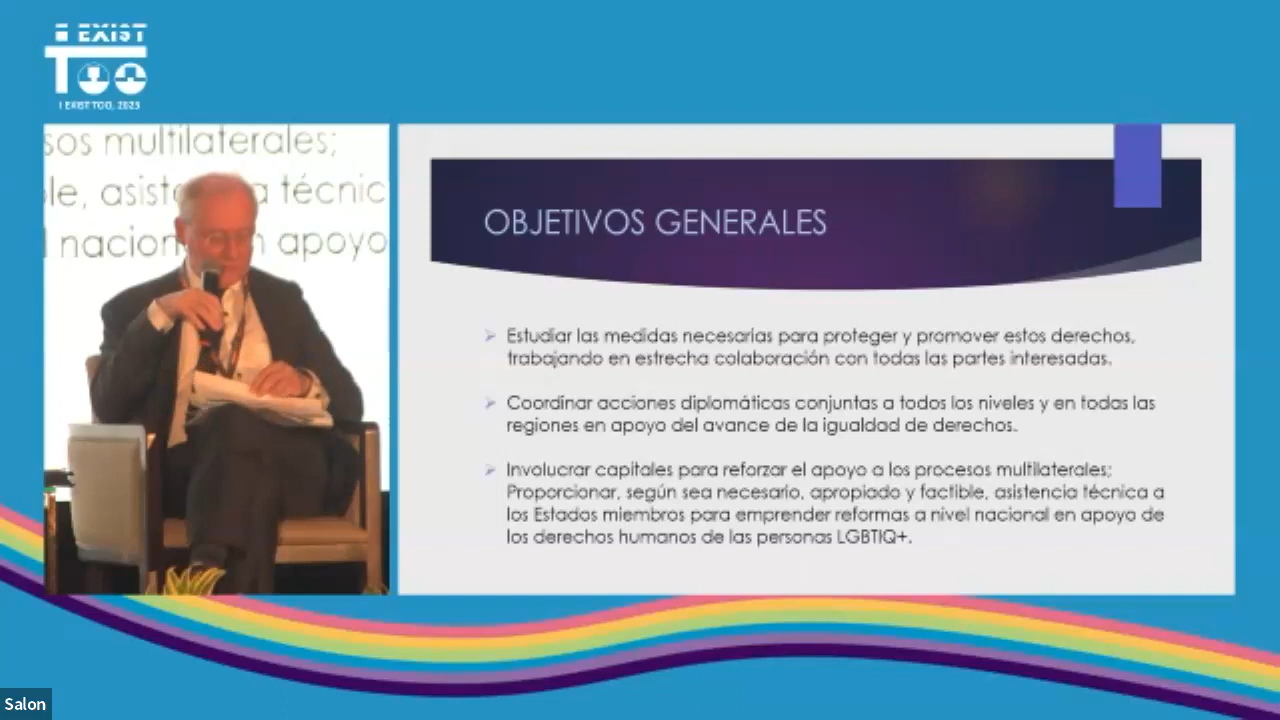 I EXIST
TOO
I EXIST TOO, 2023
sos multilaterales;
ble, asist a técnic
l nacion n apoyo
OBJETIVOS GENERALES
Estudiar las medidas necesarias para proteger y promover estos derechos,
trabajando en estrecha colaboración con todas las partes interesadas.
Coordinar acciones diplomáticas conjuntas a todos los niveles y en todas las
regiones en apoyo del avance de la igualdad de derechos.
Involucrar capitales para reforzar el apoyo a los procesos multilaterales;
Proporcionar, según sea necesario, apropiado y factible, asistencia técnica a
los Estados miembros para emprender reformas a nivel nacional en apoyo de
los derechos humanos de las personas LGBTIQ+.
Salon